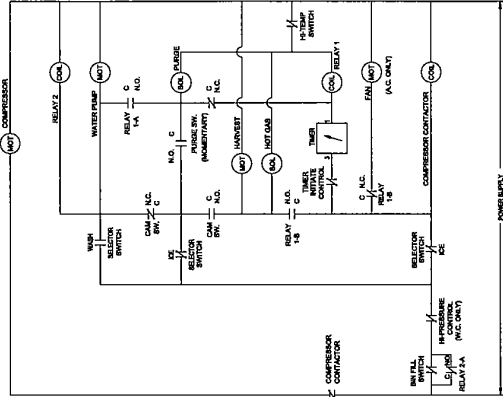 COMPRESSOR
MOT
RELAY 2
COIL
WATER PUMP
MOT
PURGE
SOL
HI-TEMP
SWITCH
RELAY 1
COIL
FAN
MOT
(A.C. ONLY)
COMPRESSOR CONTACTOR
COIL
C
N.O.
RELAY
1-A
C
N.C.
PURGE SW.
(MOMENTARY)
C
N.O.
HARVEST
MOT
HOT GAS
SOL
1
TIMER
3
TIMER
INITIATE
CONTROL
N.C.
C
CAM
SW.
N.O.
C
CAM
SW.
N.O.
C
RELAY
1-B
C
N.C.
RELAY
1-B
WASH
SELECTOR
SWITCH
ICE
SELECTOR
SWITCH
SELECTOR
SWITCH
ICE
HI-PRESSURE
CONTROL
(W.C. ONLY)
COMPRESSOR
CONTACTOR
BIN FILL
SWITCH
C
NO
RELAY 2-A
POWER SUPPLY